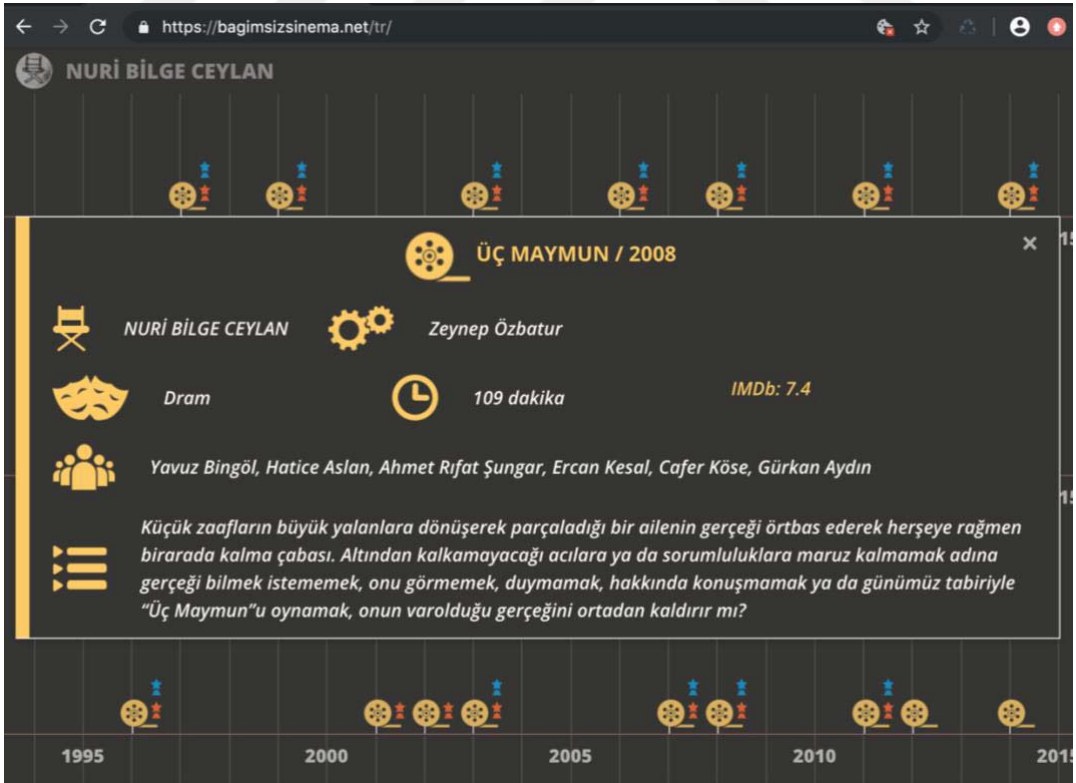 https://bagimsizsinema.net/tr/
NURİ BİLGE CEYLAN
ÜÇ MAYMUN / 2008
NURİ BİLGE CEYLAN
Zeynep Özbatur
Dram
109 dakika
IMDb: 7.4
Yavuz Bingöl, Hatice Aslan, Ahmet Rıfat Şungar, Ercan Kesal, Cafer Köse, Gürkan Aydın
Küçük zaafların büyük yalanlara dönüşerek parçaladığı bir ailenin gerçeği örtbas ederek herşeye rağmen
birarada kalma çabası. Altından kalkamayacağı acılara ya da sorumluluklara maruz kalmamak adına
gerçeği bilmek istememek, onu görmemek, duymamak, hakkında konuşmamak ya da günümüz tabiriyle
“Üç Maymun”u oynamak, onun varolduğu gerçeğini ortadan kaldırır mı?
1995 2000 2005 2010 2015